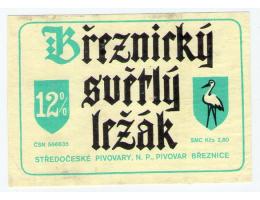 Březnický
12%
světlý
ležák
ČSN 566635
SMC Kčs 2,80
STŘEDOČESKÉ PIVOVARY, N. P., PIVOVAR BŘEZNICE